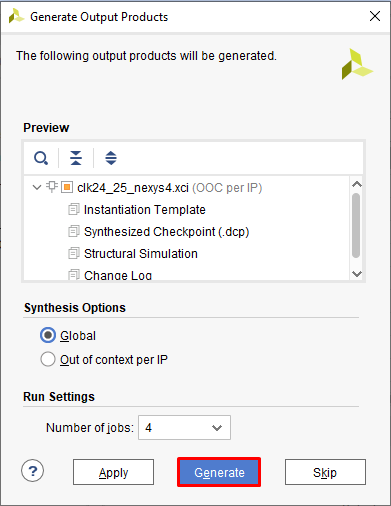 Generate Output Products
The following output products will be generated.
Preview
clk24_25_nexys4.xci (OOC per IP)
Instantiation Template
Synthesized Checkpoint (.dcp)
Structural Simulation
Change Log
Synthesis Options
Global
Out of context per IP
Run Settings
Number of jobs: 4
? Apply Generate Skip